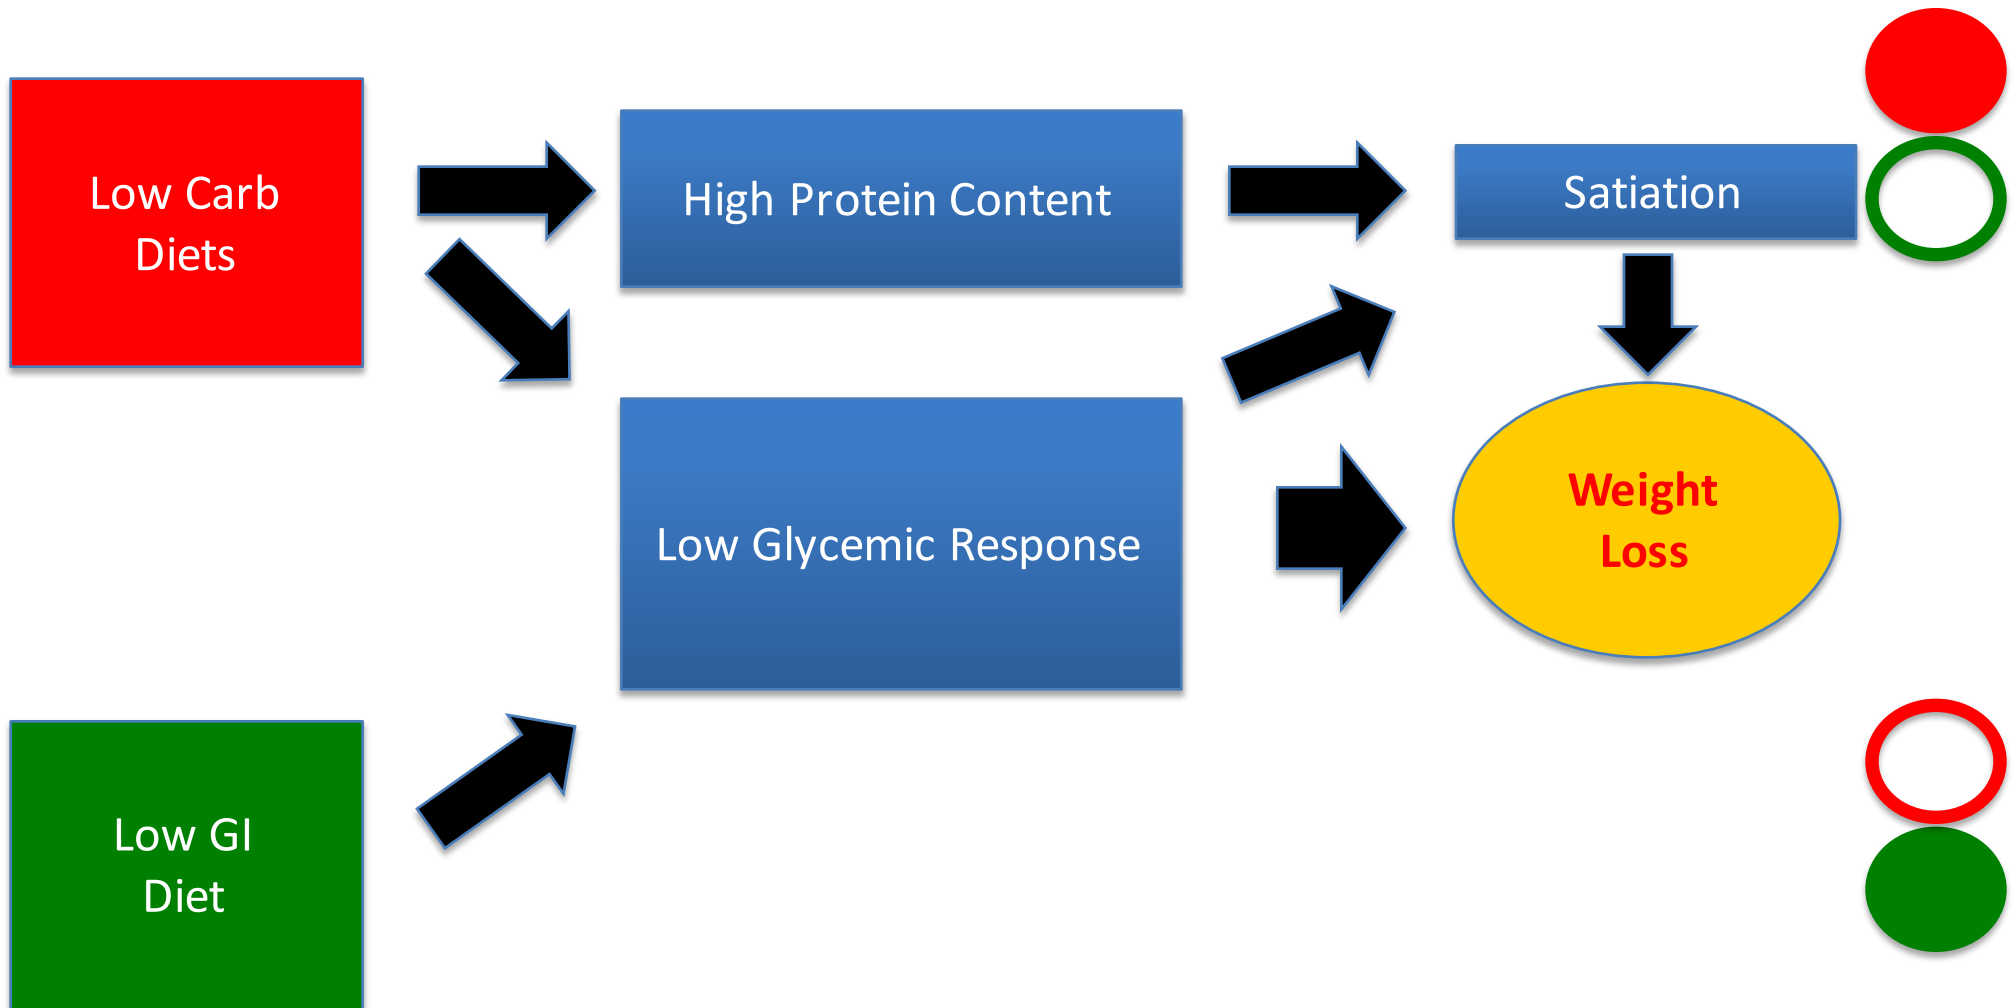 Low Carb
Diets
High Protein Content
Satiation
Low Glycemic Response
Weight
Loss
Low GI
Diet